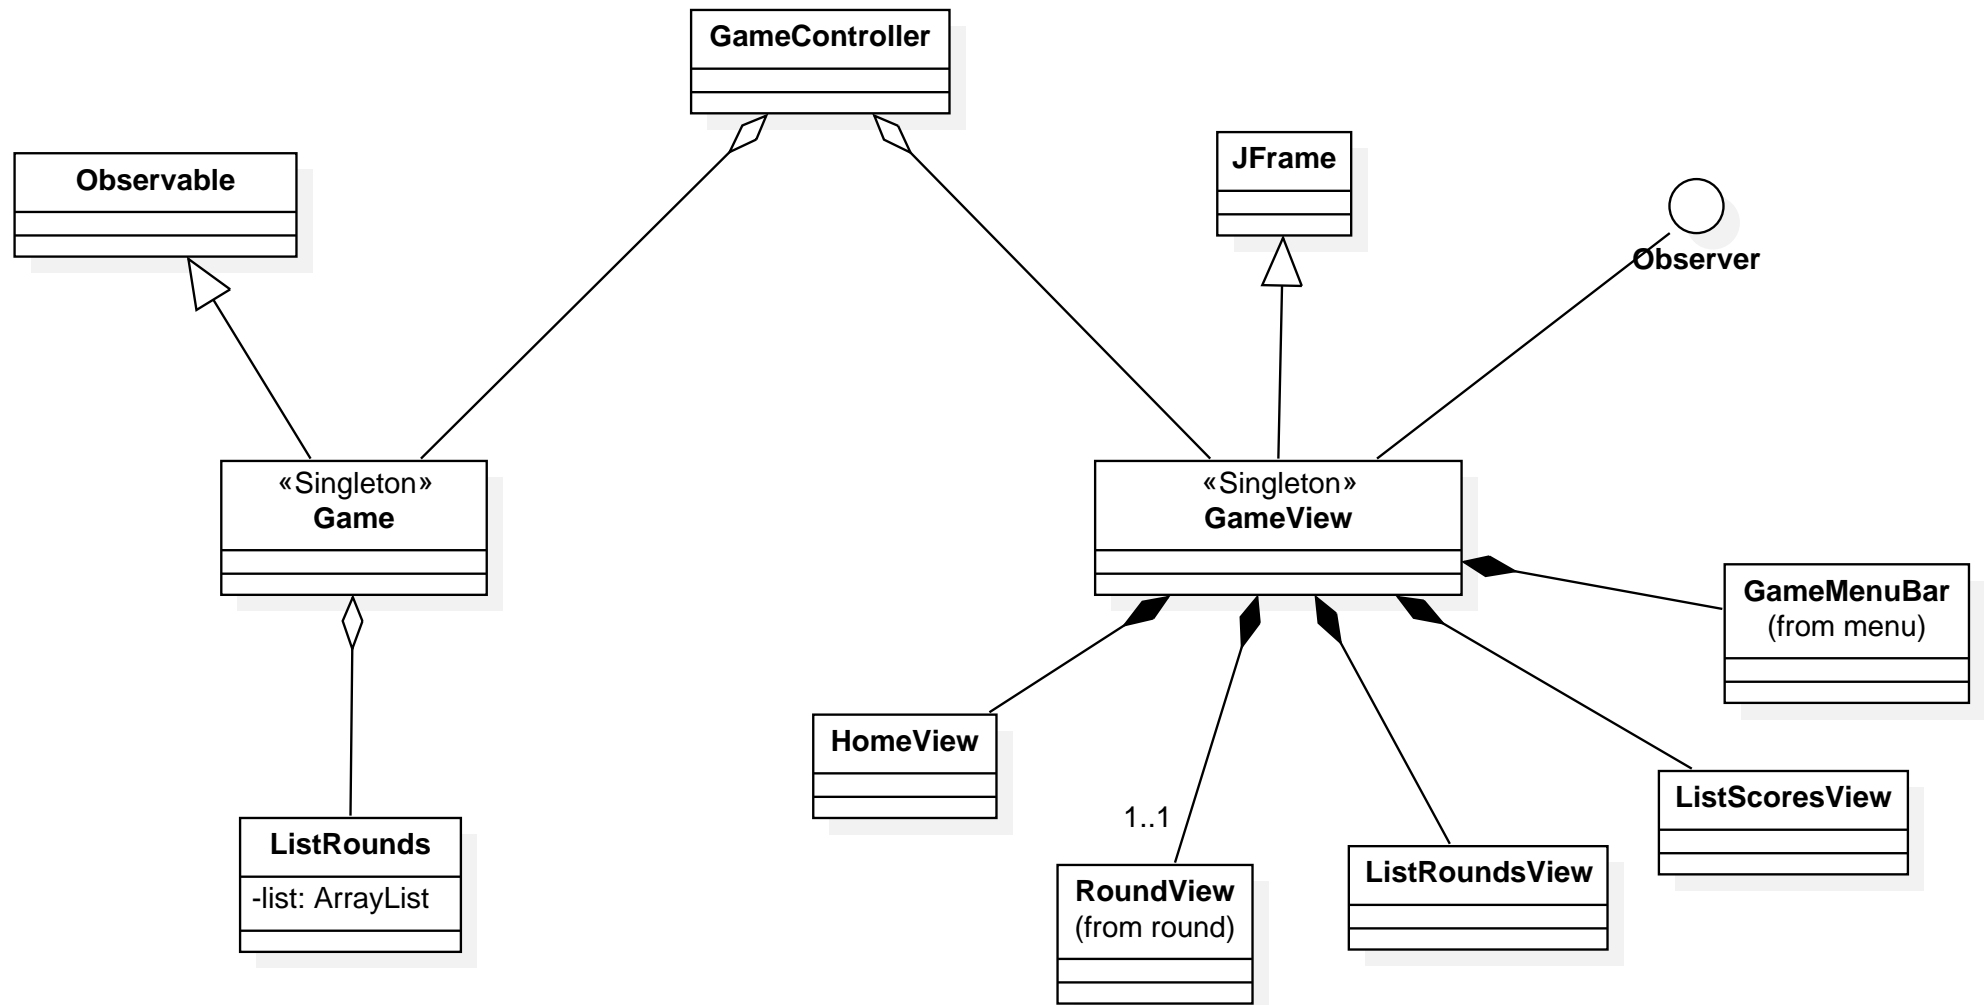 GameController
JFrame
Observable
Observer
«Singleton»
Game
«Singleton»
GameView
GameMenuBar
(from menu)
HomeView
ListScoresView
1..1
ListRounds
-list: ArrayList
ListRoundsView
RoundView
(from round)